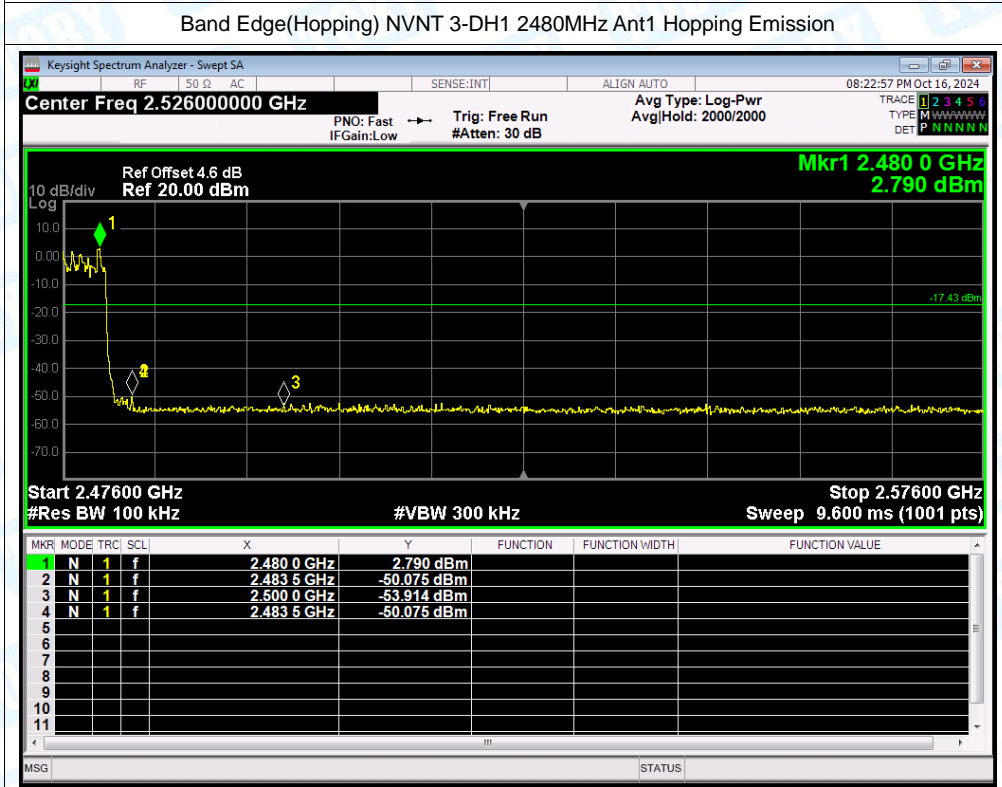 Band Edge(Hopping) NVNT 3-DH1 2480MHz Ant1 Hopping Emission
Keysight Spectrum Analyzer - Swept SA
LXI RF 50 Ω AC SENSE:INT ALIGN AUTO 08:22:57 PM Oct 16, 2024
Center Freq 2.526000000 GHz
PNO: Fast
IFGain:Low
Trig: Free Run
#Atten: 30 dB
Avg Type: Log-Pwr
Avg|Hold: 2000/2000
TRACE 1 2 3 4 5 6
TYPE M WWWWW
DET P N N N N N
Mkr1 2.480 0 GHz
2.790 dBm
Ref Offset 4.6 dB
10 dB/div Ref 20.00 dBm
Log
10.0
0.00
-10.0
-20.0
-30.0
-40.0
-50.0
-60.0
-70.0
1
-17.43 dBm
3
Start 2.47600 GHz Stop 2.57600 GHz
#Res BW 100 kHz #VBW 300 kHz Sweep 9.600 ms (1001 pts)
MKR MODE TRC SCL X Y FUNCTION FUNCTION WIDTH FUNCTION VALUE
1 N 1 f 2.480 0 GHz 2.790 dBm
2 N 1 f 2.483 5 GHz -50.075 dBm
3 N 1 f 2.500 0 GHz -53.914 dBm
4 N 1 f 2.483 5 GHz -50.075 dBm
5
6
7
8
9
10
11
MSG STATUS